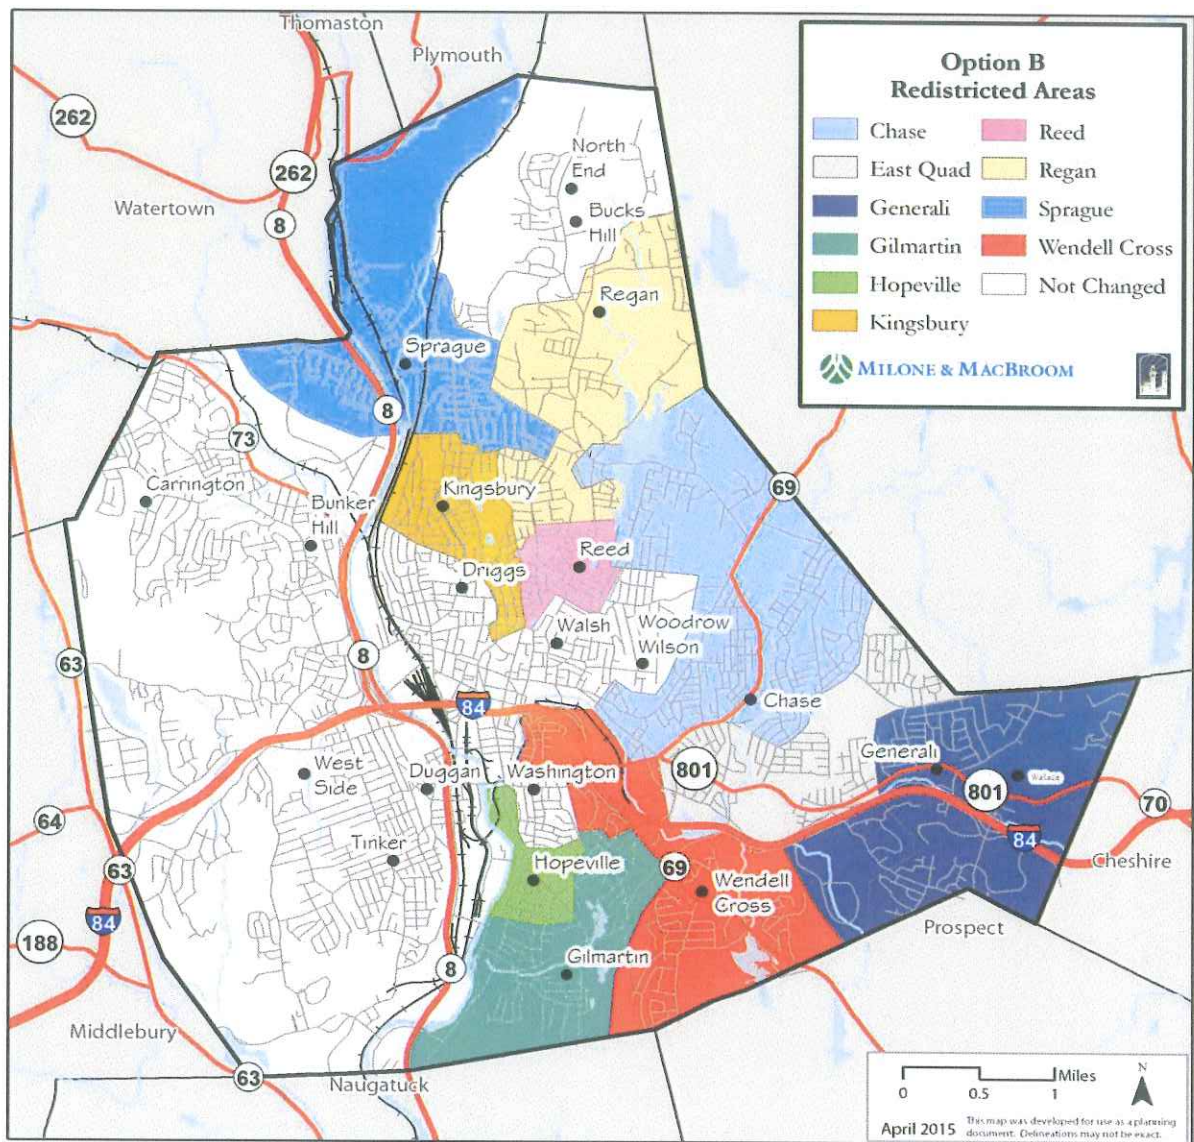 Thomaston
Plymouth
262
262
Watertown
8
North
End
Bucks
Hill
Regan
Sprague
8
73
Carrington
Bunker
Hill
Kingsbury
69
Driggs
Reed
Walsh
Woodrow
Wilson
63
8
84
Chase
West
Side
Duggan
Washington
801
Generali
Walace
801
70
64
Tinker
Hopeville
69
Wendell
Cross
84
Cheshire
63
84
188
8
Gilmartin
Prospect
Middlebury
63
Naugatuck
Option B
Redistricted Areas
Chase
East Quad
Generali
Gilmartin
Hopeville
Kingsbury
Reed
Regan
Sprague
Wendell Cross
Not Changed
MILONE & MACBROOM
N
0 0.5 1 Miles
April 2015
This map was developed for use as a planning
document. Delineations may not be exact.